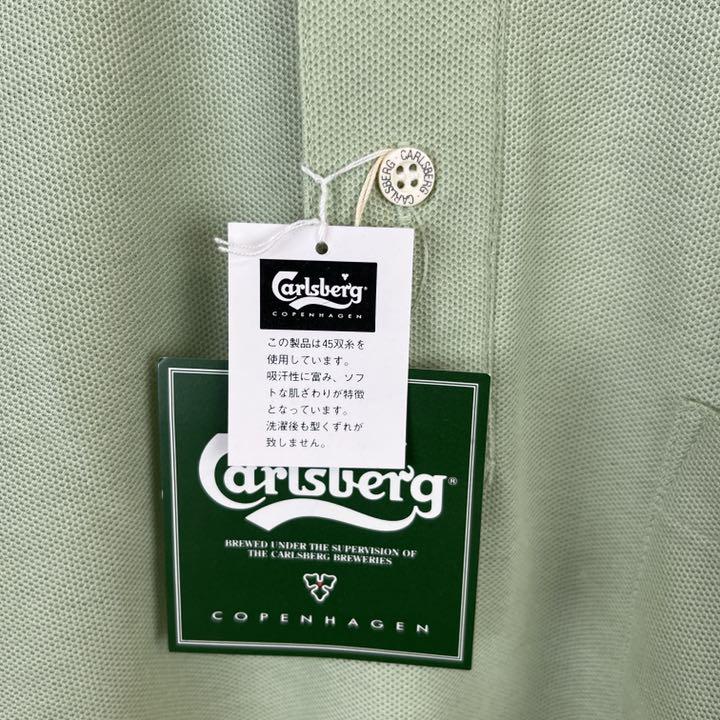 CARLSBERG · CARLSBERG ·
Carlsberg®
COPENHAGEN
この製品は45双糸を
使用しています。
吸汗性に富み、ソフ
トな肌ざわりが特徴
となっています。
洗濯後も型くずれが
致しません。
Carlsberg®
BREWED UNDER THE SUPERVISION OF
THE CARLSBERG BREWERIES
COPENHAGEN